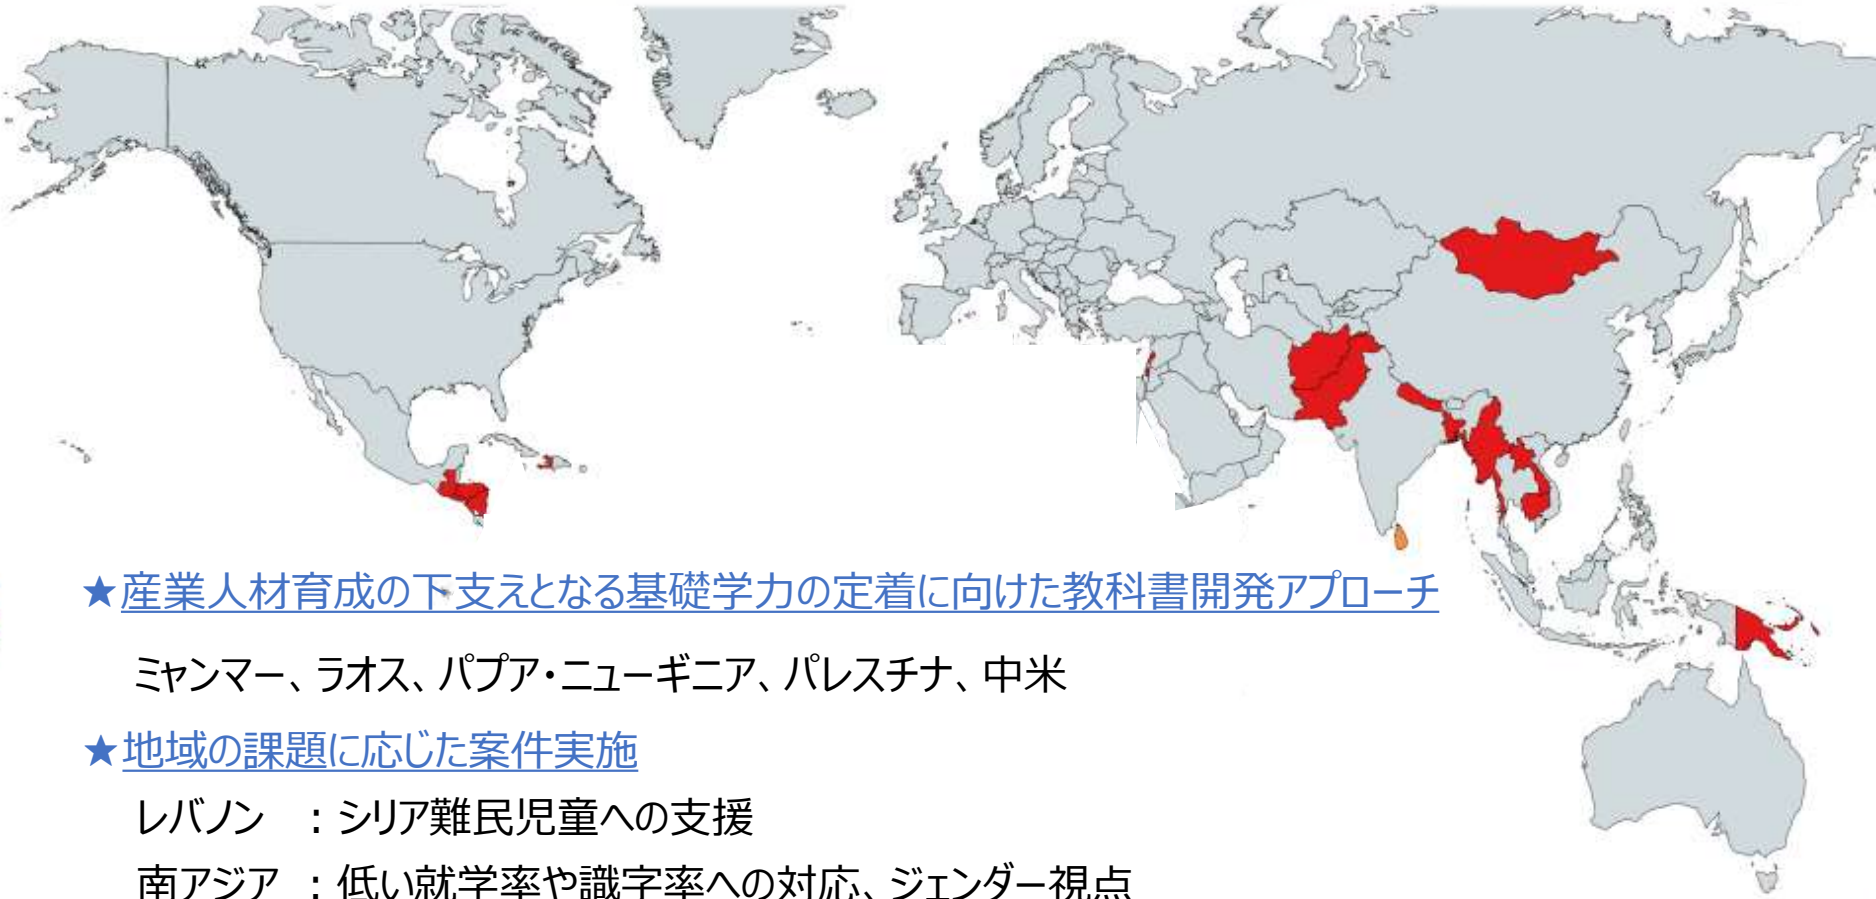 ★産業人材育成の下支えとなる基礎学力の定着に向けた教科書開発アプローチ
ミャンマー、ラオス、パプア・ニューギニア、パレスチナ、中米
★地域の課題に応じた案件実施
レバノン ：シリア難民児童への支援
南アジア ：低い就学率や識字率への対応、ジェンダー視点